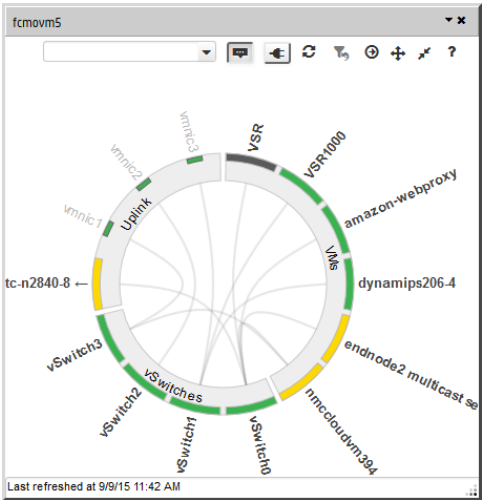 fcmovm5
?
vmnic3
VSR
vmnic2
VSR1000
vmnic1
Uplink
amazon-webproxy
VMs
tc-n2840-8 ←
dynamips206-4
vSwitch3
endnode2 multicast se
vSwitches
vSwitch2
nmccloudvm394
vSwitch1
vSwitch0
Last refreshed at 9/9/15 11:42 AM